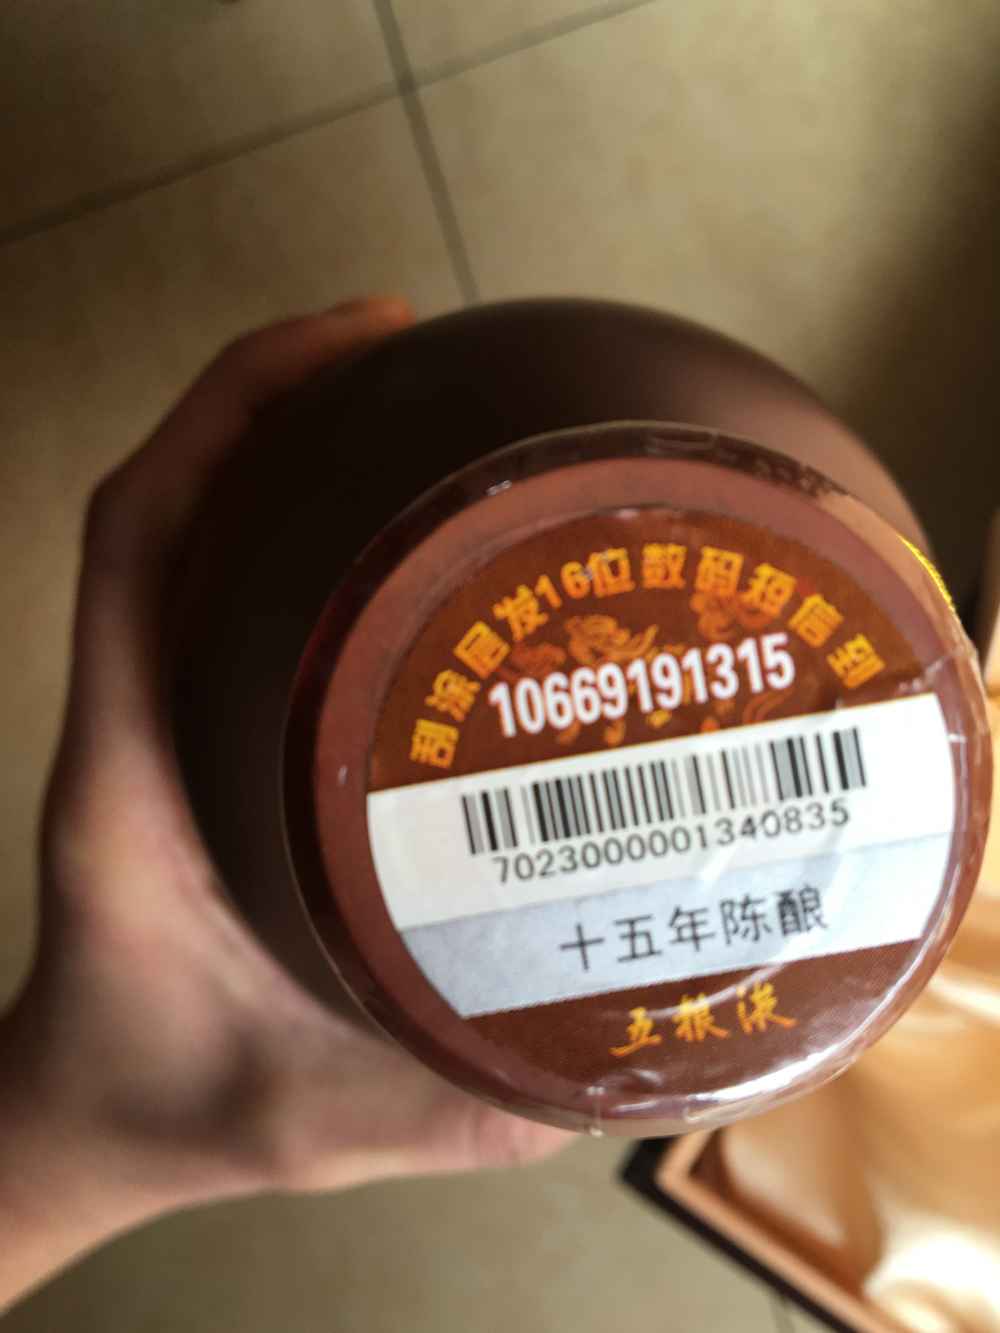 刮涂层发16位数码短信到
10669191315
7023000001340835
十五年陈酿
五粮液